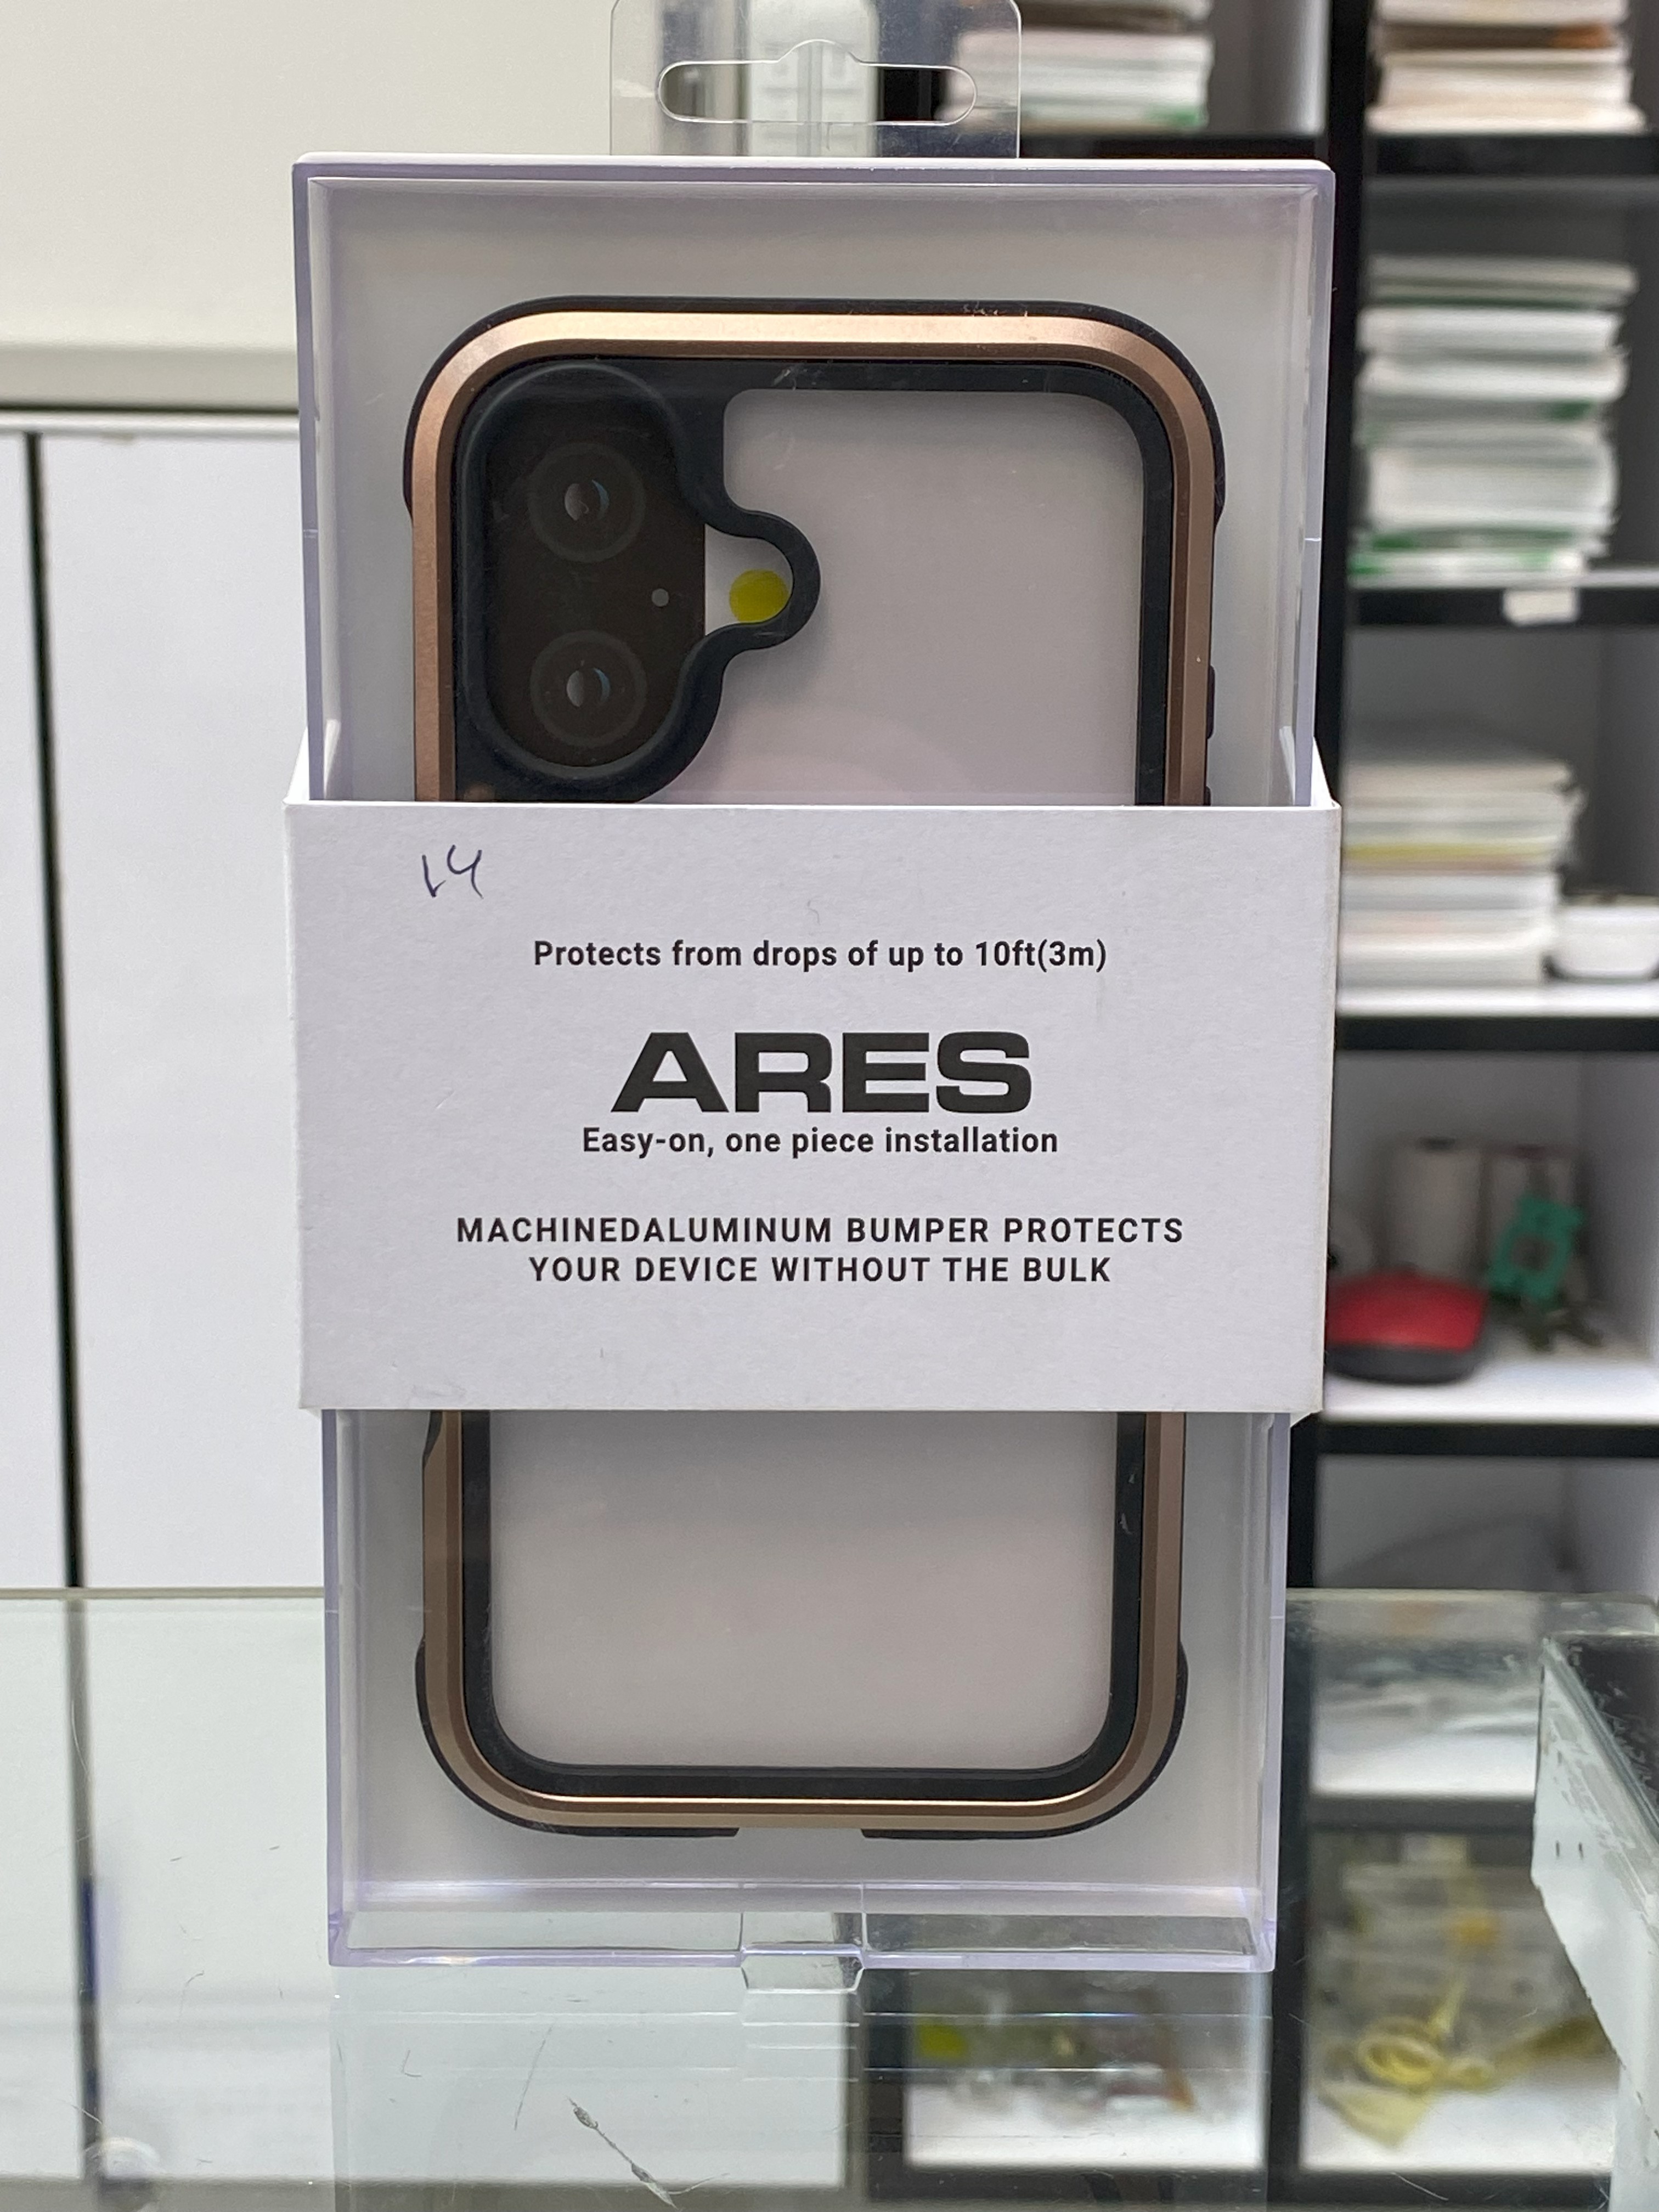 14
Protects from drops of up to 10ft(3m)
ARES
Easy-on, one piece installation
MACHINEDALUMINUM BUMPER PROTECTS
YOUR DEVICE WITHOUT THE BULK